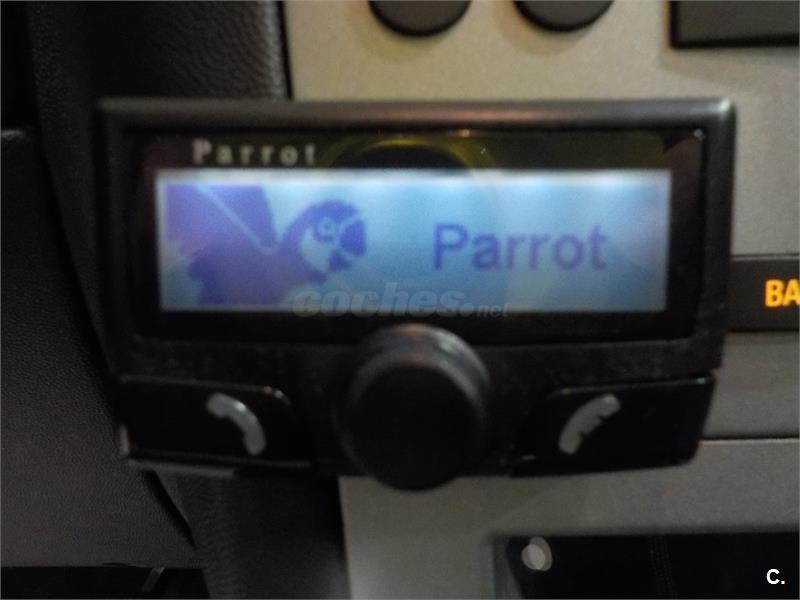 Parrot
Parrot
coches.net
BA
C.